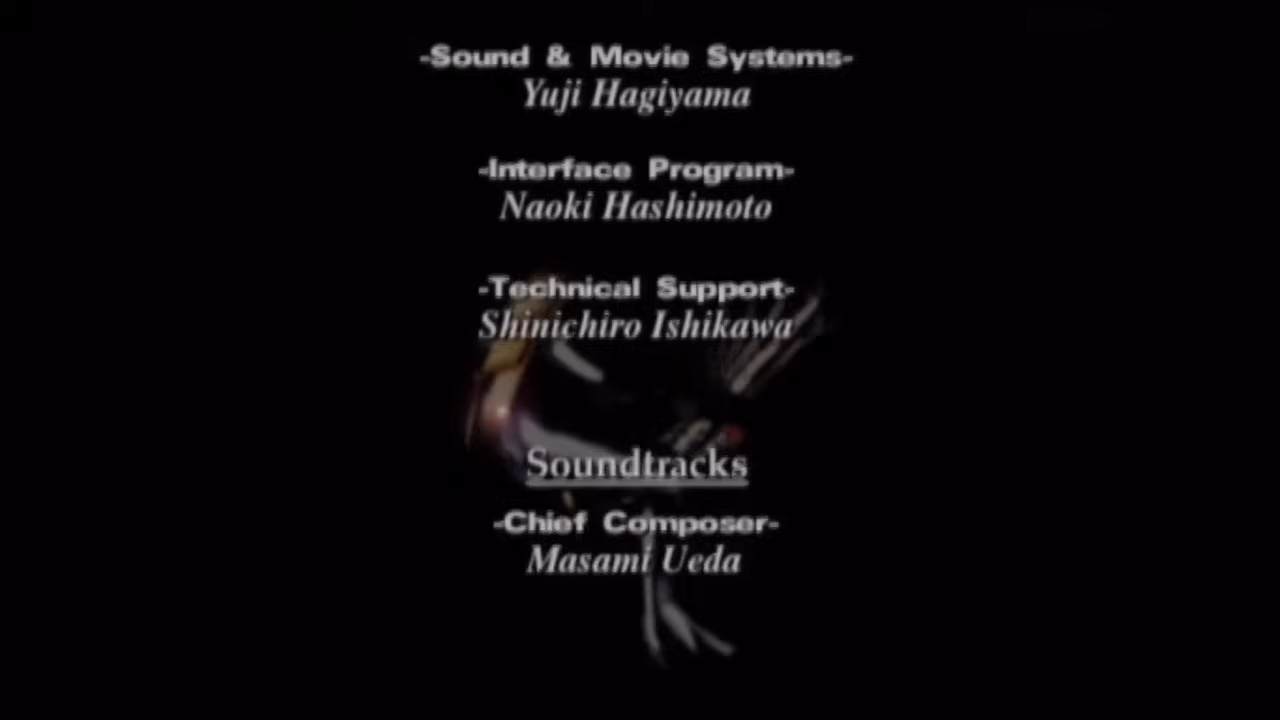 -Sound & Movie Systems-
Yuji Hagiyama
-Interface Program-
Naoki Hashimoto
-Technical Support-
Shinichiro Ishikawa
Soundtracks
-Chief Composer-
Masami Ueda